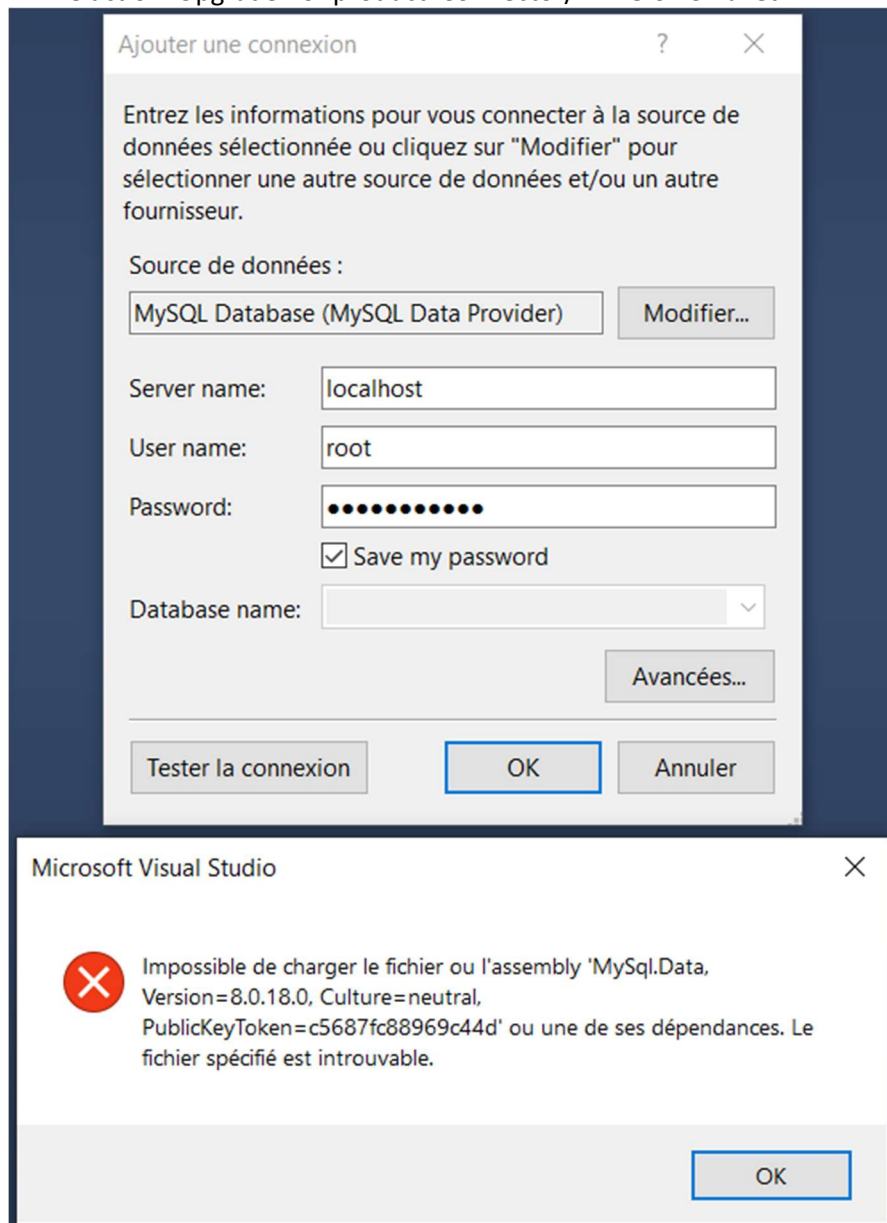 Ajouter une connexion ? ×
Entrez les informations pour vous connecter à la source de
données sélectionnée ou cliquez sur "Modifier" pour
sélectionner une autre source de données et/ou un autre
fournisseur.
Source de données :
MySQL Database (MySQL Data Provider) Modifier...
Server name: localhost
User name: root
Password: ●●●●●●●●●●●
Save my password
Database name:
Avancées...
Tester la connexion OK Annuler
Microsoft Visual Studio ×
Impossible de charger le fichier ou l'assembly 'MySql.Data,
Version=8.0.18.0, Culture=neutral,
PublicKeyToken=c5687fc88969c44d' ou une de ses dépendances. Le
fichier spécifié est introuvable.
OK